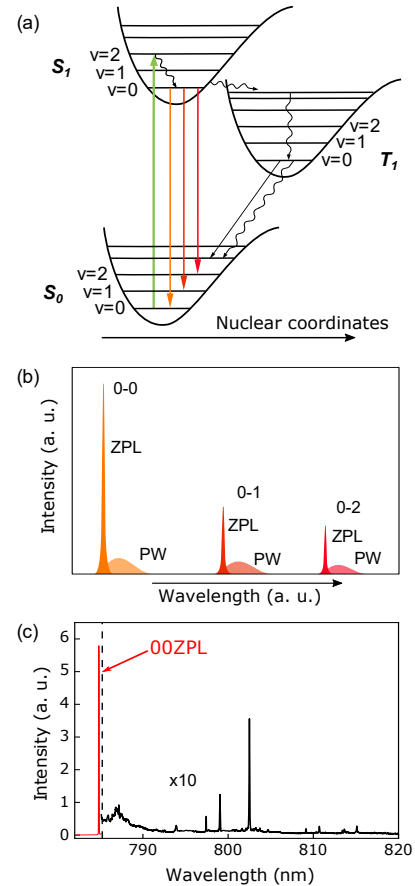 (a)
S₁
v=2
v=1
v=0
v=2
v=1
v=0
T₁
S₀
v=2
v=1
v=0
Nuclear coordinates
(b)
Intensity (a. u.)
0-0
ZPL
PW
0-1
ZPL
PW
0-2
ZPL
PW
Wavelength (a. u.)
(c)
Intensity (a. u.)
6
5
4
3
2
1
0
00ZPL
x10
790
800
810
820
Wavelength (nm)